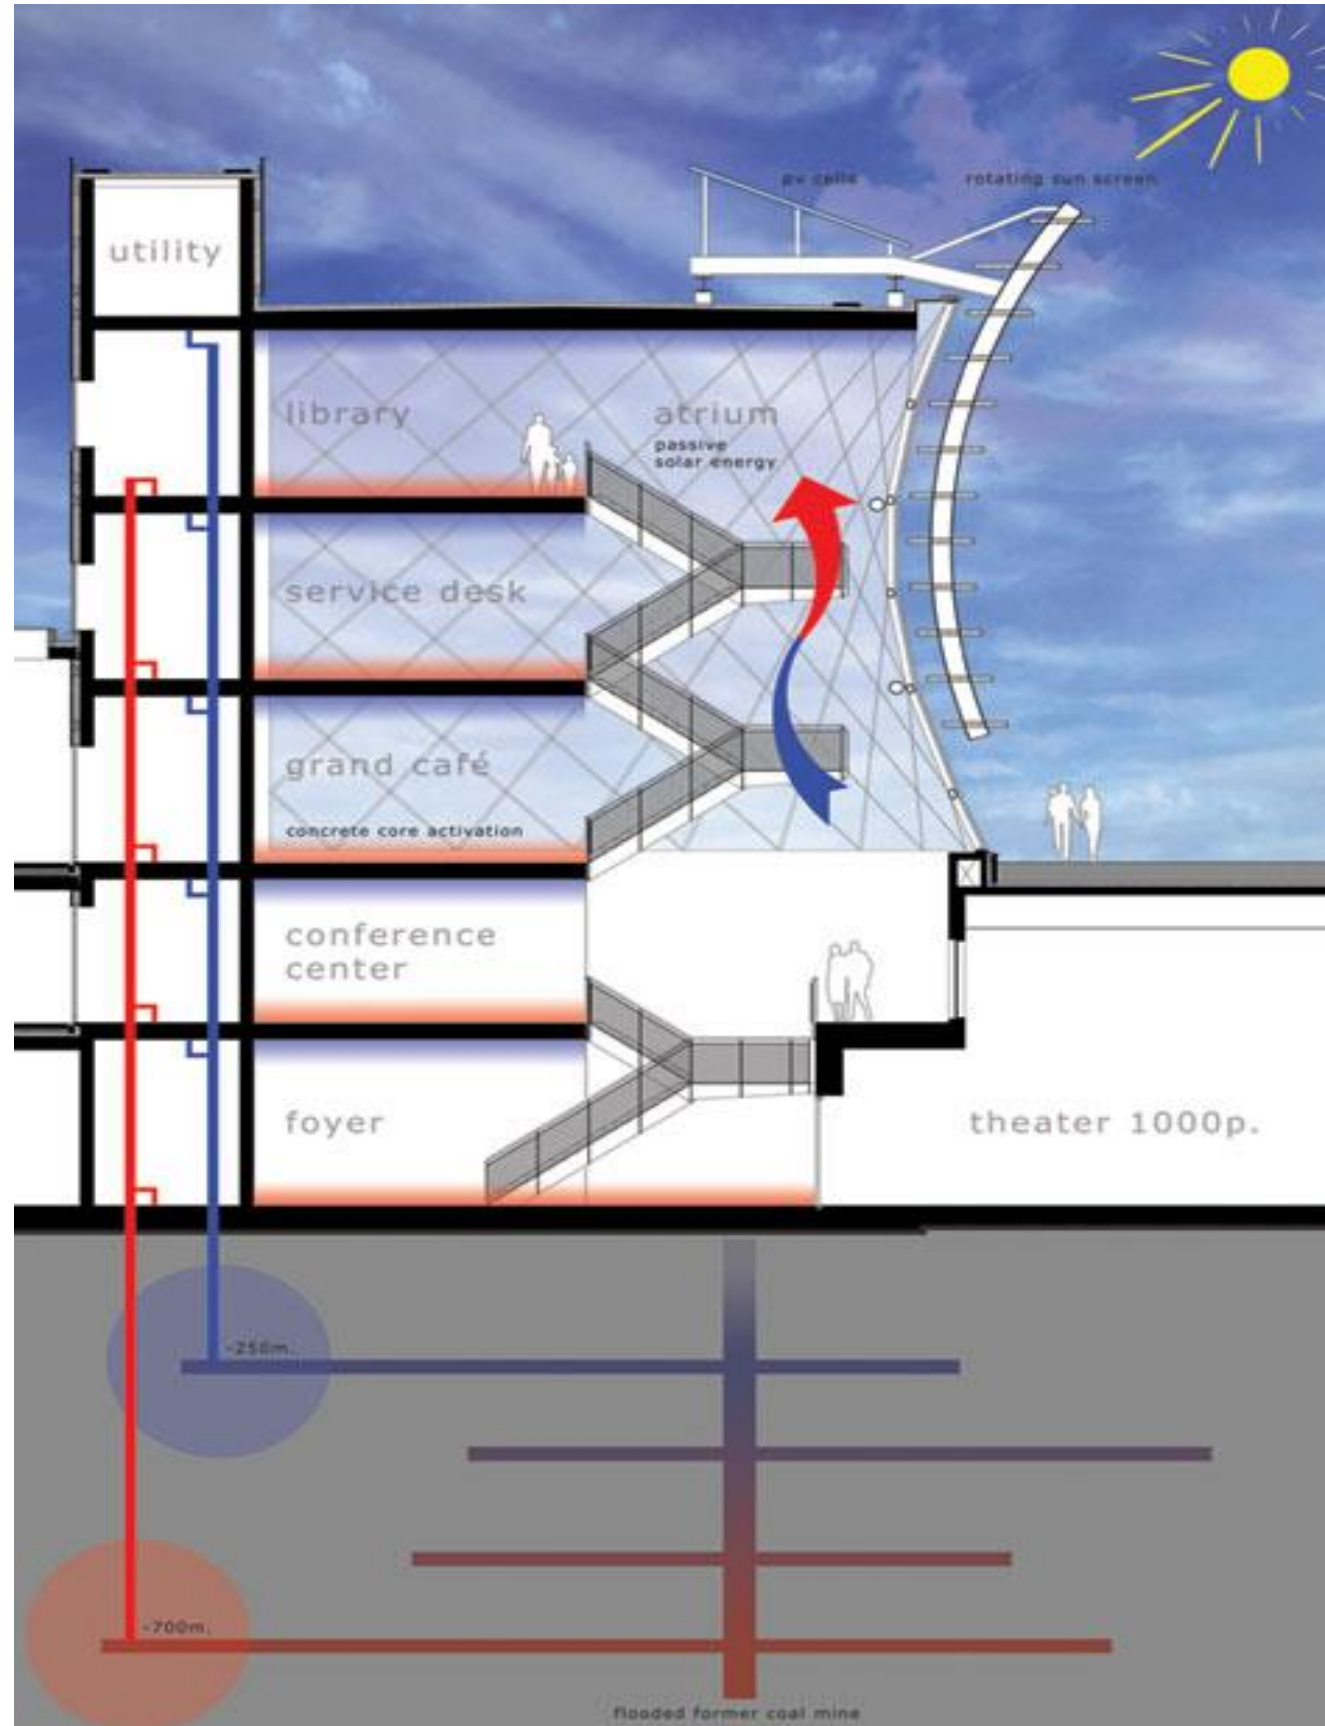 pv cells
rotating sun screen
utility
library
atrium
passive
solar energy
service desk
grand café
concrete core activation
conference
center
foyer
theater 1000p.
-250m.
-700m.
flooded former coal mine